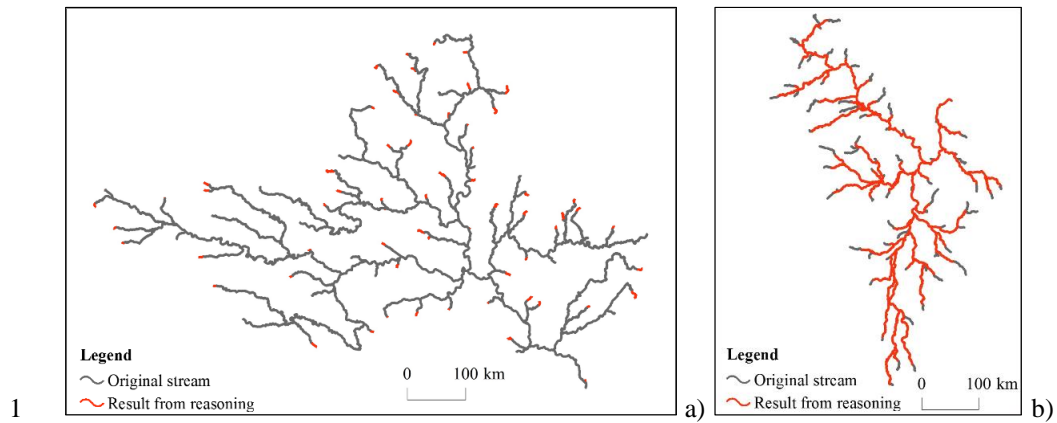 Legend
Original stream
Result from reasoning
0 100 km
1
a)
Legend
Original stream
Result from reasoning
0 100 km
b)